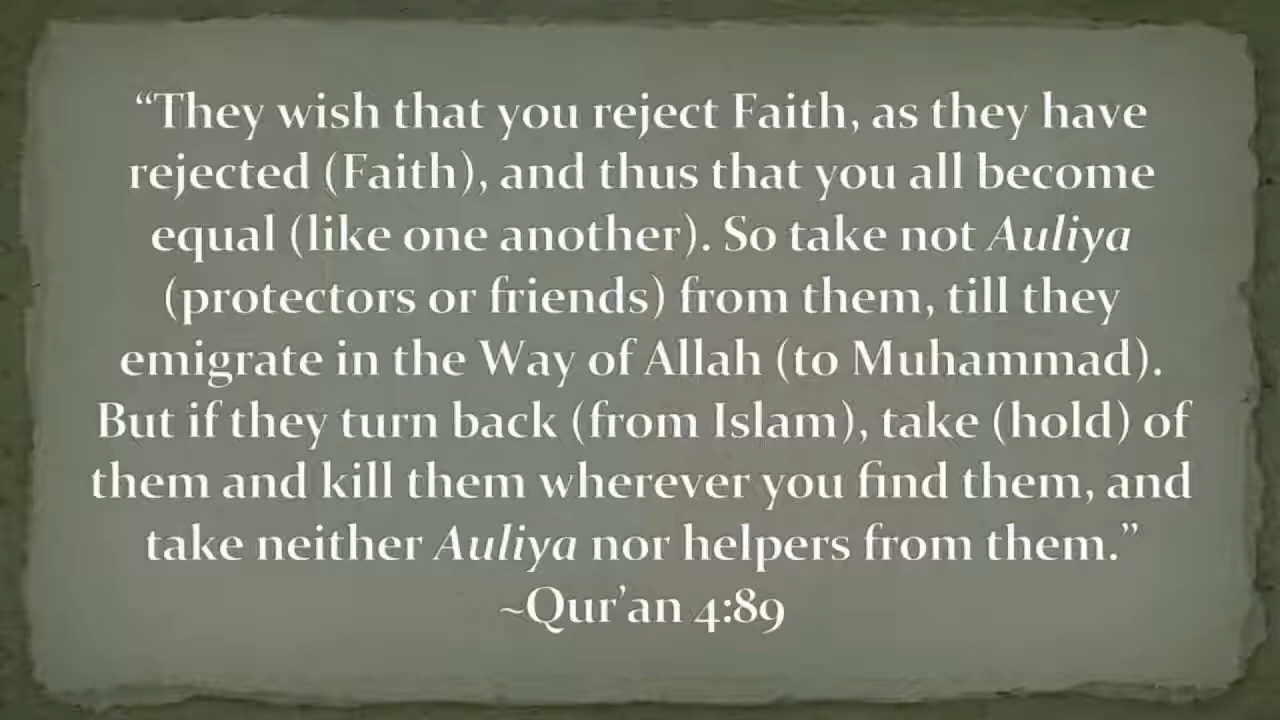 “They wish that you reject Faith, as they have
rejected (Faith), and thus that you all become
equal (like one another). So take not Auliya
(protectors or friends) from them, till they
emigrate in the Way of Allah (to Muhammad).
But if they turn back (from Islam), take (hold) of
them and kill them wherever you find them, and
take neither Auliya nor helpers from them.”
~Qur’an 4:89